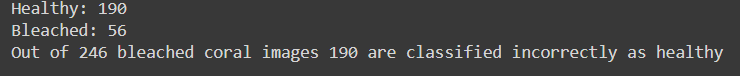 Healthy: 190
Bleached: 56
Out of 246 bleached coral images 190 are classified incorrectly as healthy